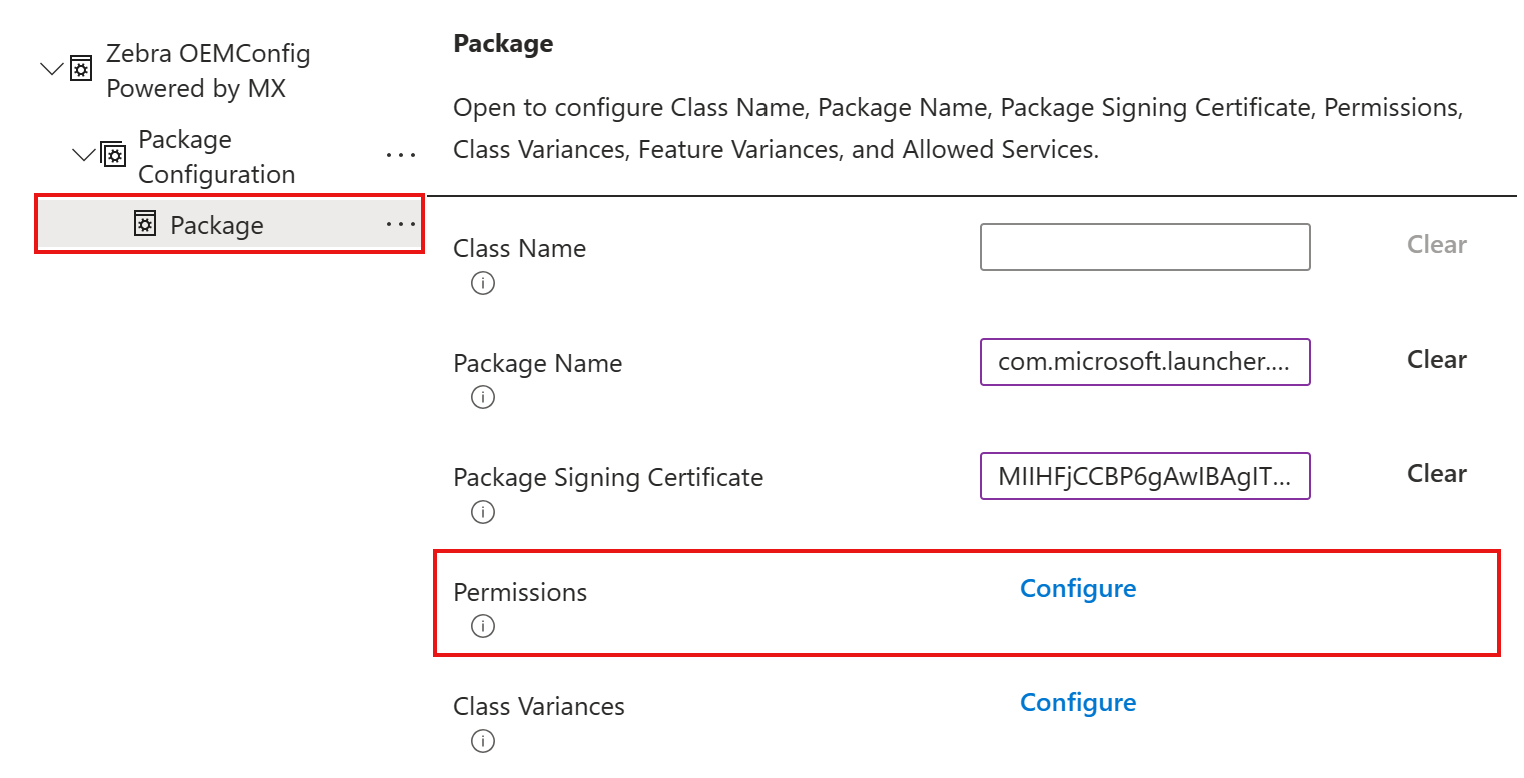 Zebra OEMConfig
Powered by MX
Package
Configuration
Package
Package
Open to configure Class Name, Package Name, Package Signing Certificate, Permissions,
Class Variances, Feature Variances, and Allowed Services.
Class Name
Clear
Package Name
com.microsoft.launcher....
Clear
Package Signing Certificate
MIIHFjCCBP6gAwIBAgIT...
Clear
Permissions
Configure
Class Variances
Configure